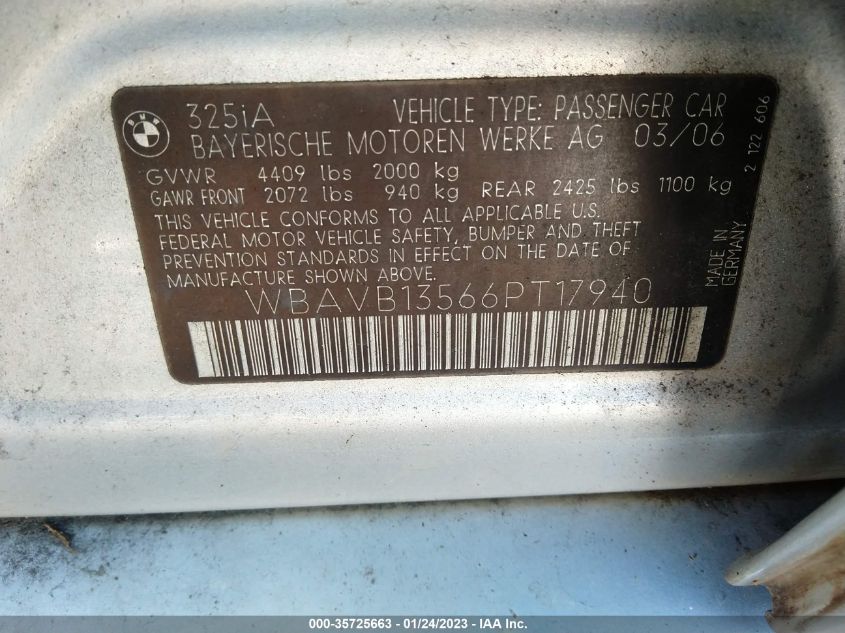 BMW
325iA VEHICLE TYPE: PASSENGER CAR
BAYERISCHE MOTOREN WERKE AG 03/06
GVWR 4409 lbs 2000 kg
GAWR FRONT 2072 lbs 940 kg REAR 2425 lbs 1100 kg
THIS VEHICLE CONFORMS TO ALL APPLICABLE U.S.
FEDERAL MOTOR VEHICLE SAFETY, BUMPER AND THEFT
PREVENTION STANDARDS IN EFFECT ON THE DATE OF
MANUFACTURE SHOWN ABOVE.
WBAVB13566PT17940
MADE IN
GERMANY
2 122 606
000-35725663 - 01/24/2023 - IAA Inc.